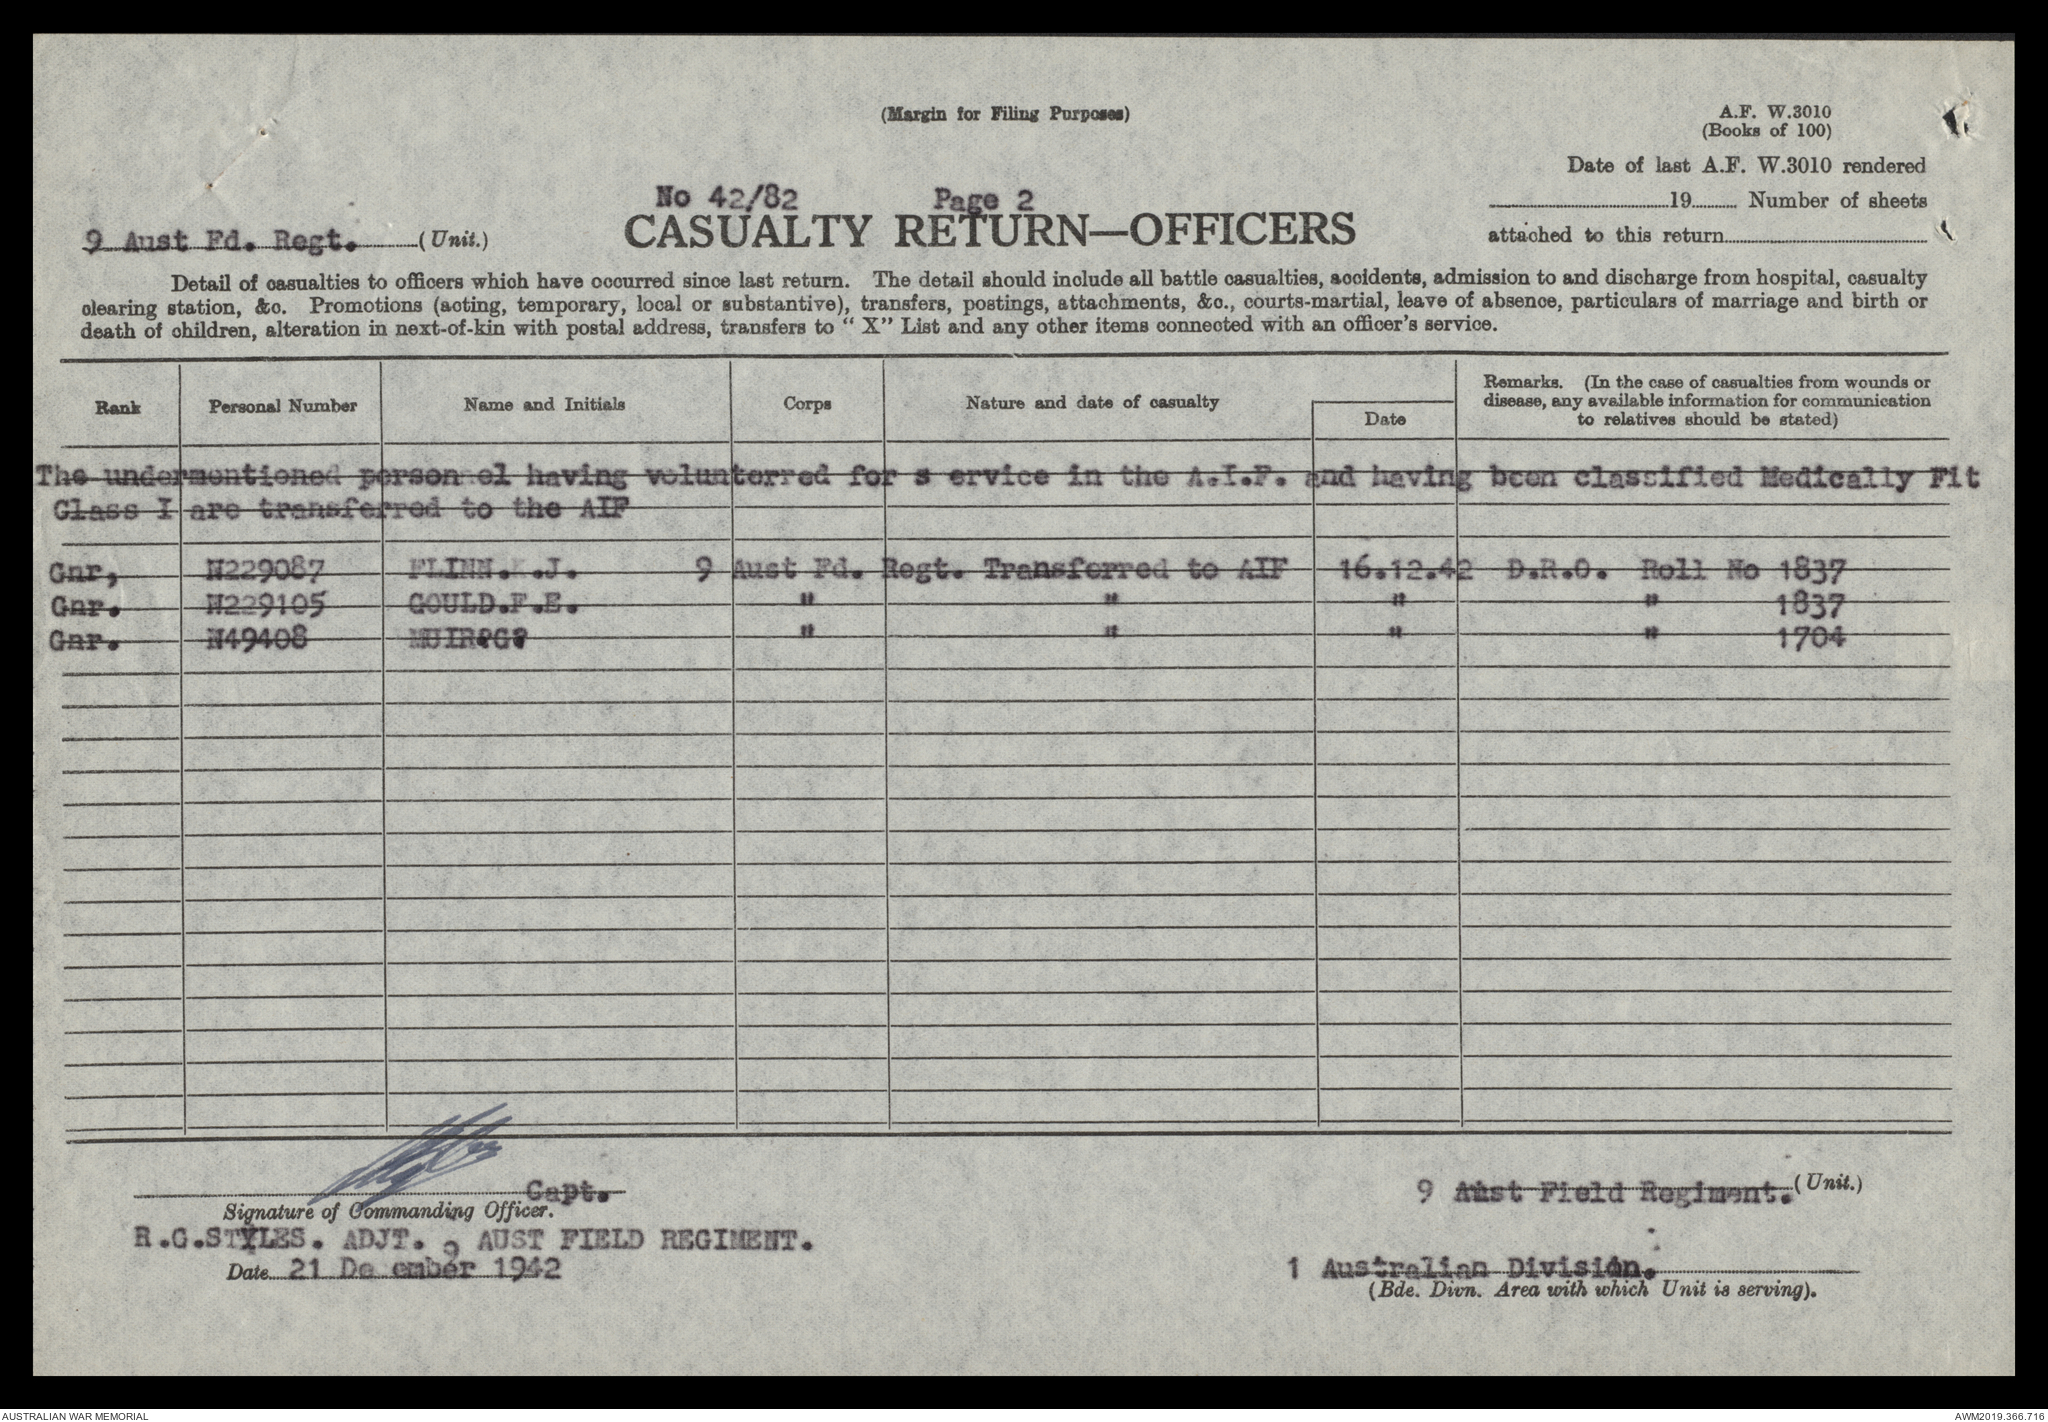 (Margin for Filing Purposes)
A.F. W.3010
(Books of 100)
Date of last A.F. W.3010 rendered
19 Number of sheets
attached to this return
No 42/82 Page 2
9 Aust Fd. Regt. (Unit.)
CASUALTY RETURN—OFFICERS
Detail of casualties to officers which have occurred since last return. The detail should include all battle casualties, accidents, admission to and discharge from hospital, casualty
clearing station, &c. Promotions (acting, temporary, local or substantive), transfers, postings, attachments, &c., courts-martial, leave of absence, particulars of marriage and birth or
death of children, alteration in next-of-kin with postal address, transfers to "X" List and any other items connected with an officer's service.
Rank Personal Number Name and Initials Corps Nature and date of casualty Date Remarks. (In the case of casualties from wounds or
disease, any available information for communication
to relatives should be stated)
The undermentioned person el having volunterred for s ervice in the A.I.F. and having been classified Medically Fit
Class I are transferred to the AIF
Gnr, N229087 FLINN. .J. 9 Aust Fd. Regt. Transferred to AIF 16.12.42 D.R.O. Roll No 1837
Gnr. N229105 GOULD.F.E. " " " " 1837
Gnr. N49408 MUIR?G? " " " " 1704
Capt.
Signature of Commanding Officer.
R.G.STYLES. ADJT. 9 AUST FIELD REGIMENT.
Date 21 De ember 1942
9 Aust Field Regiment. (Unit.)
1 Australian Division.
(Bde. Divn. Area with which Unit is serving).
AUSTRALIAN WAR MEMORIAL
AWM2019.366.716